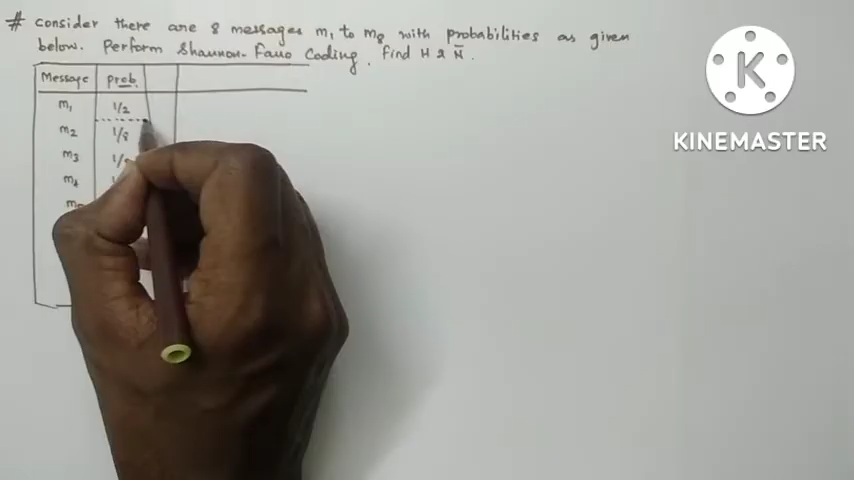 # Consider there are 8 messages m1 to m8 with probabilities as given
below. Perform Shannon-Fano Coding. Find H & N̄.
Message Prob.
m1 1/2
m2 1/8
m3
m4
K
KINEMASTER